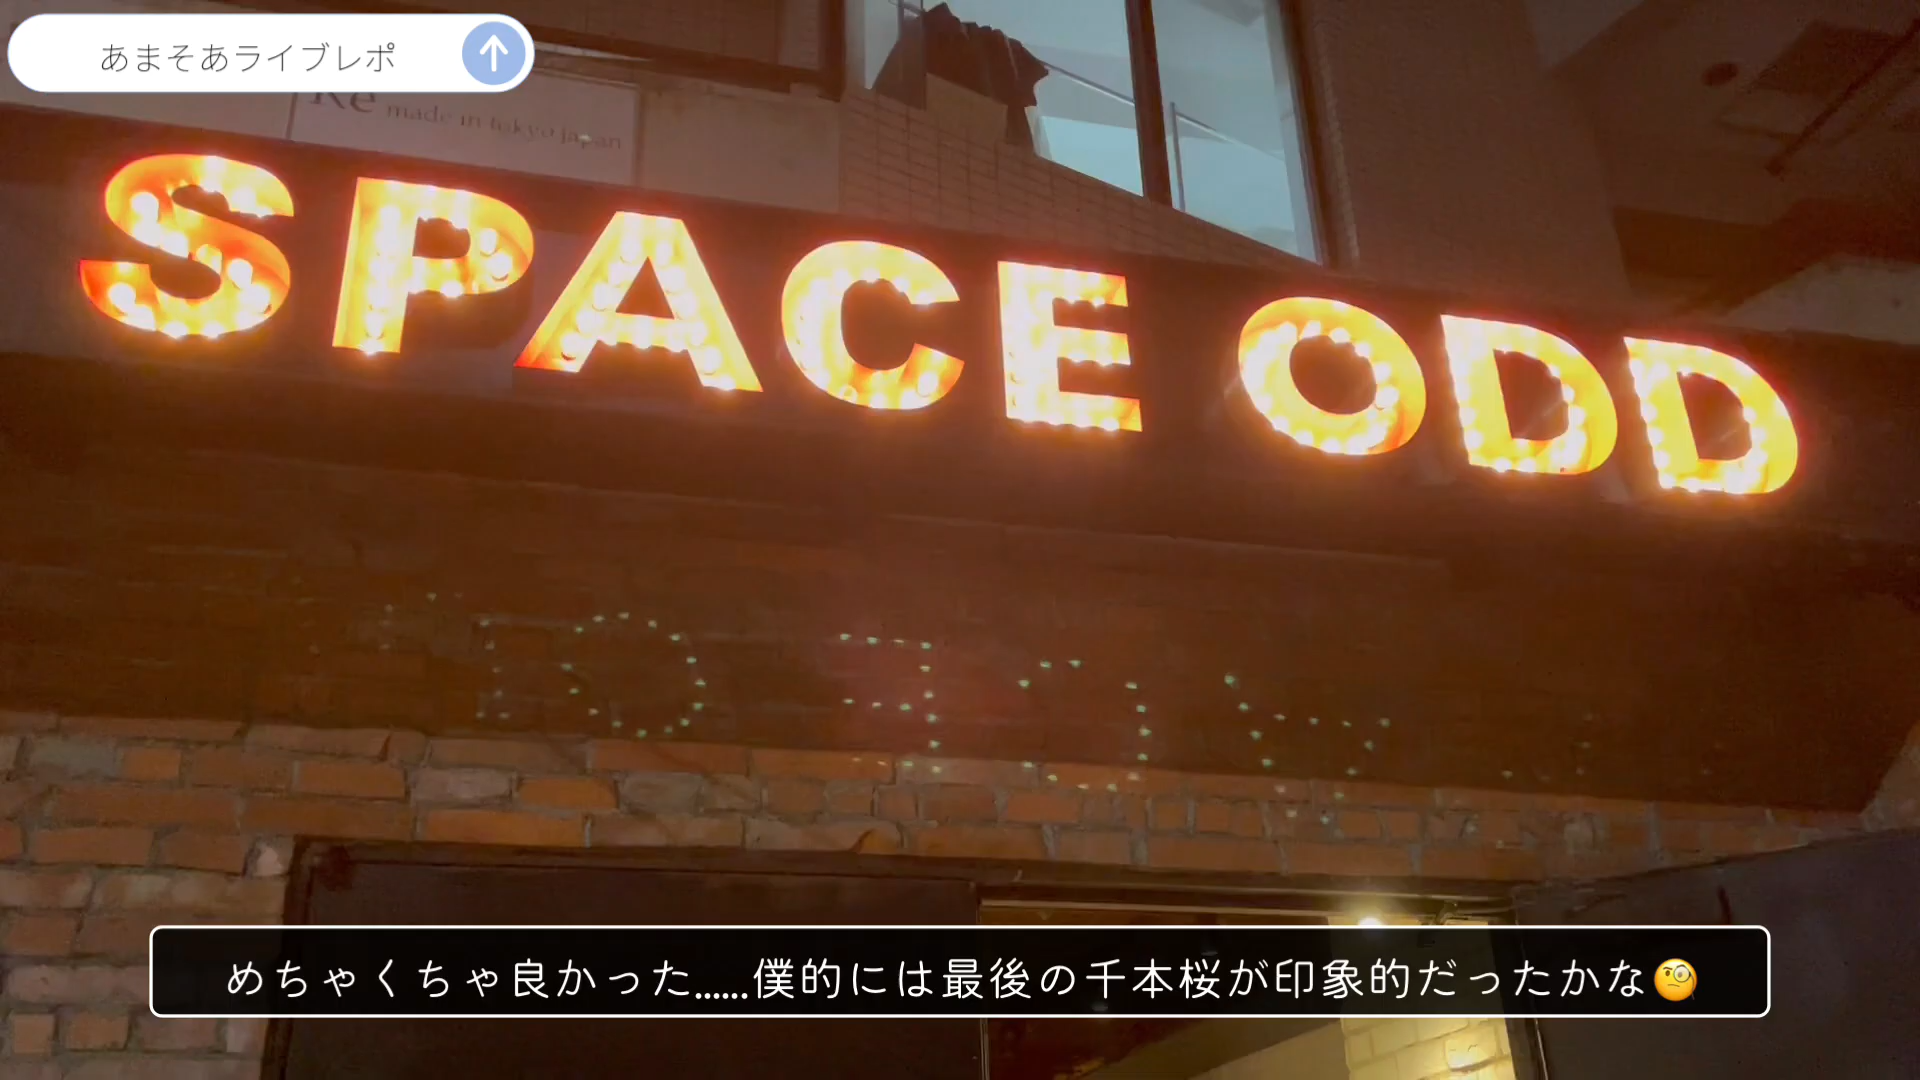 あまそあライブレポ
Re made in tokyo japan
SPACE ODD
めちゃくちゃ良かった......僕的には最後の千本桜が印象的だったかな🧐